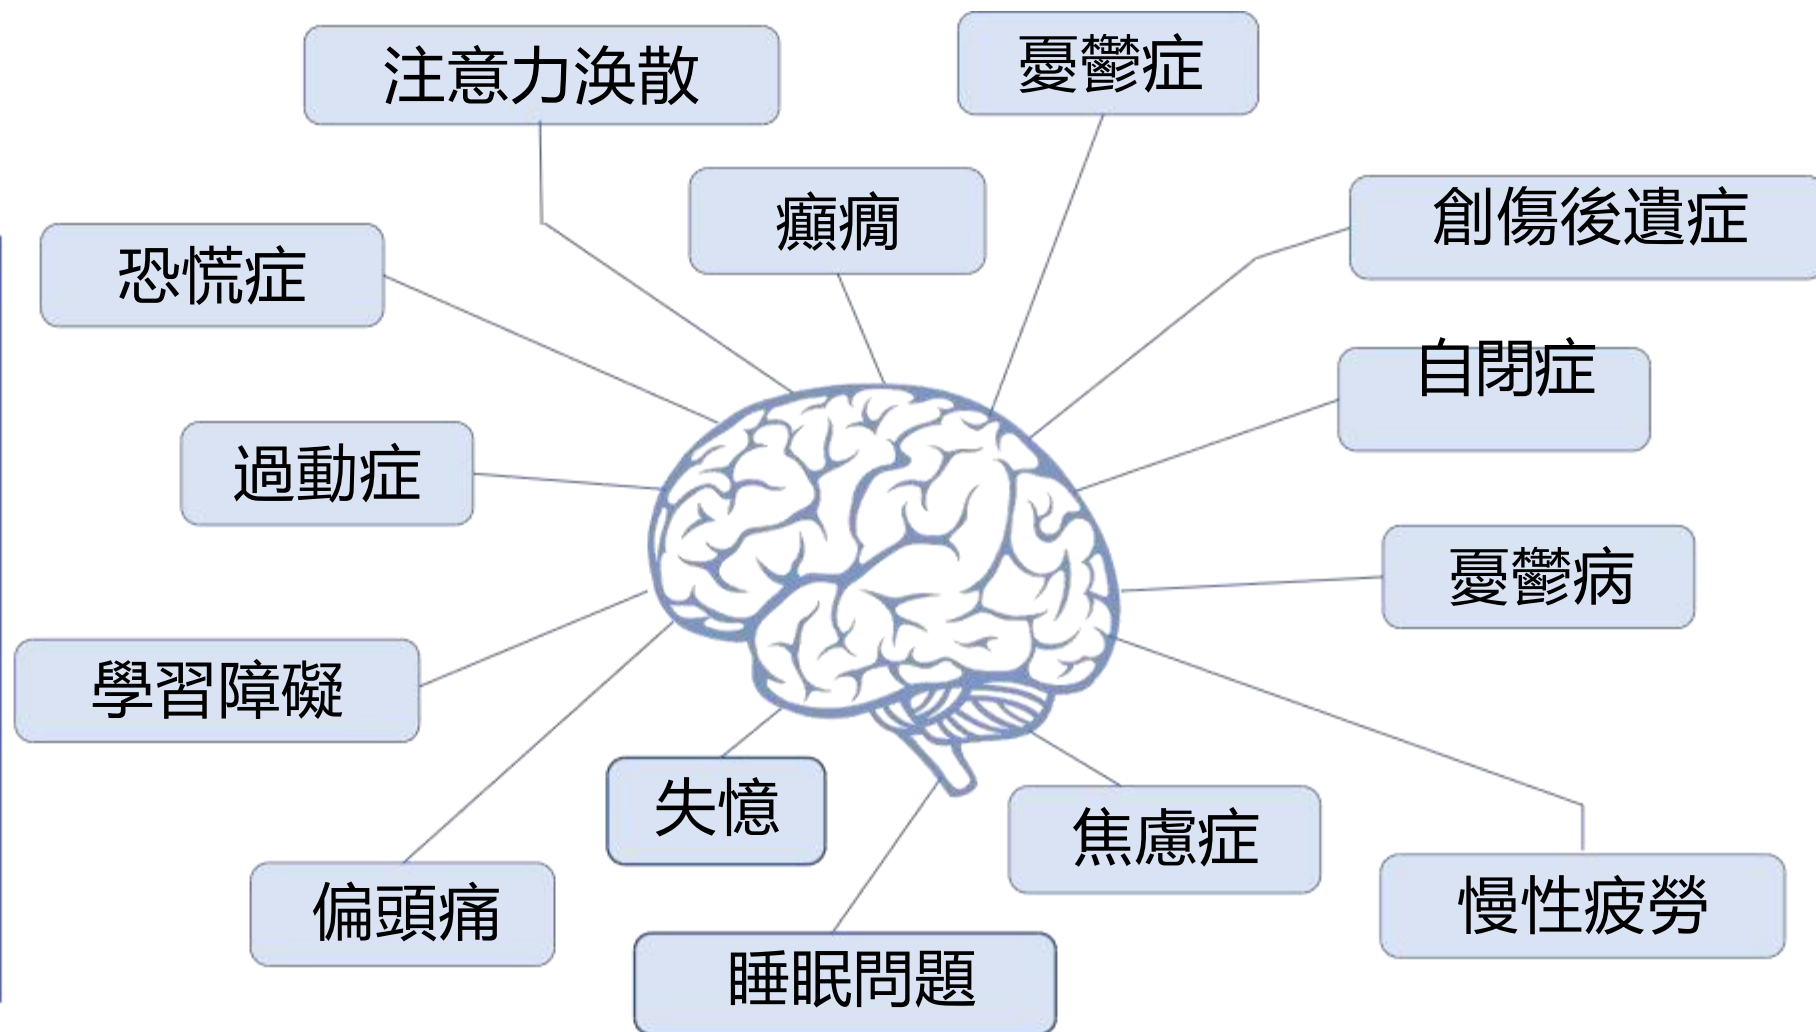 注意力渙散
憂鬱症
癲癇
創傷後遺症
恐慌症
自閉症
過動症
憂鬱病
學習障礙
失憶
焦慮症
偏頭痛
慢性疲勞
睡眠問題